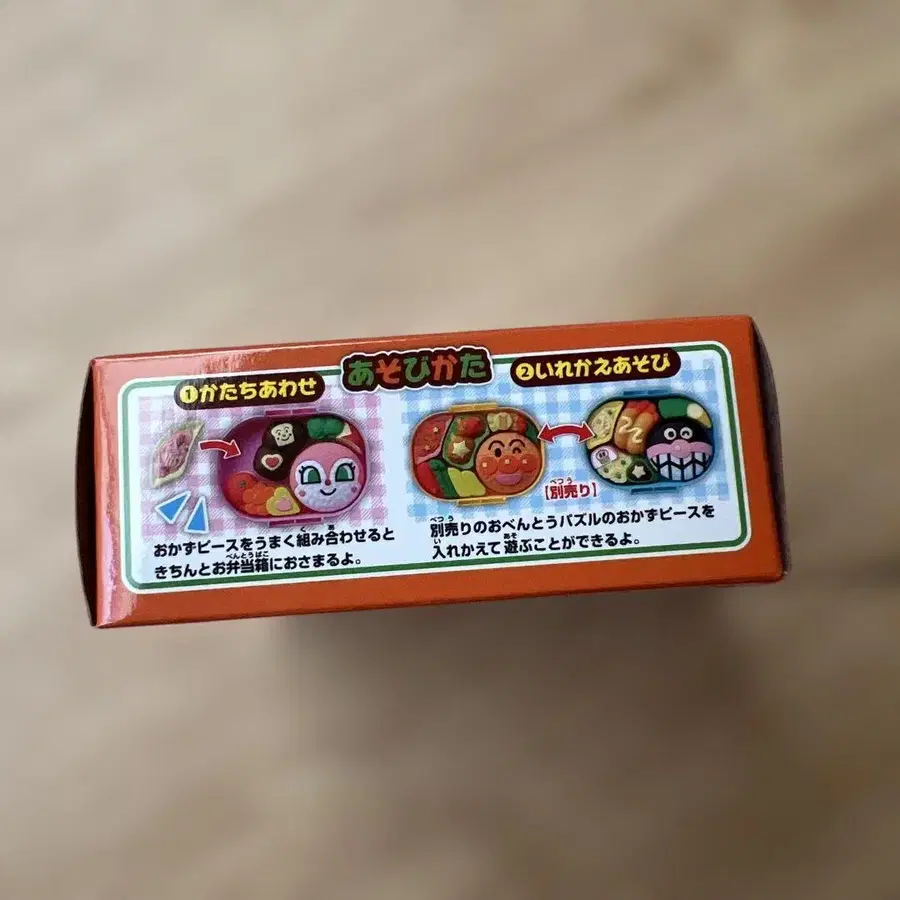 あそびかた
❶かたちあわせ
おかずピースをうまく組み合わせると
きちんとお弁当箱におさまるよ。
❷いれかえあそび
【別売り】
別売りのおべんとうパズルのおかずピースを
入れかえて遊ぶことができるよ。